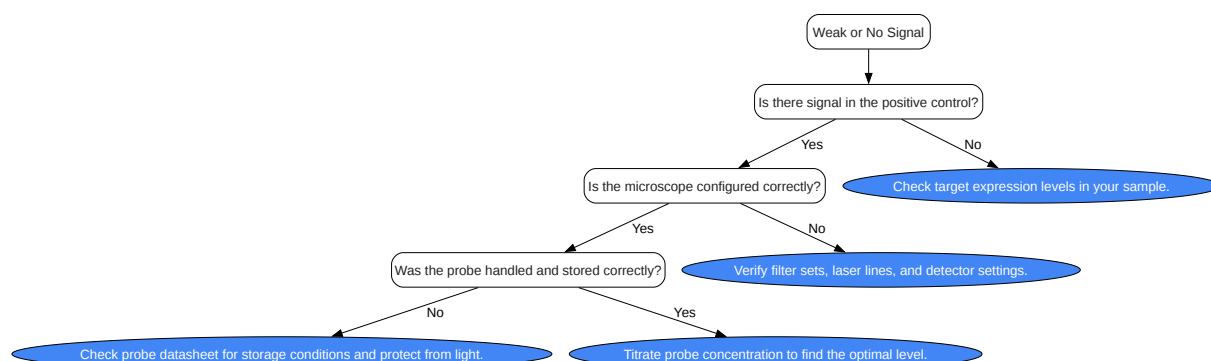 Weak or No Signal
Is there signal in the positive control?
Yes
No
Is the microscope configured correctly?
Check target expression levels in your sample.
Yes
No
Was the probe handled and stored correctly?
Verify filter sets, laser lines, and detector settings.
No
Yes
Check probe datasheet for storage conditions and protect from light.
Titrate probe concentration to find the optimal level.